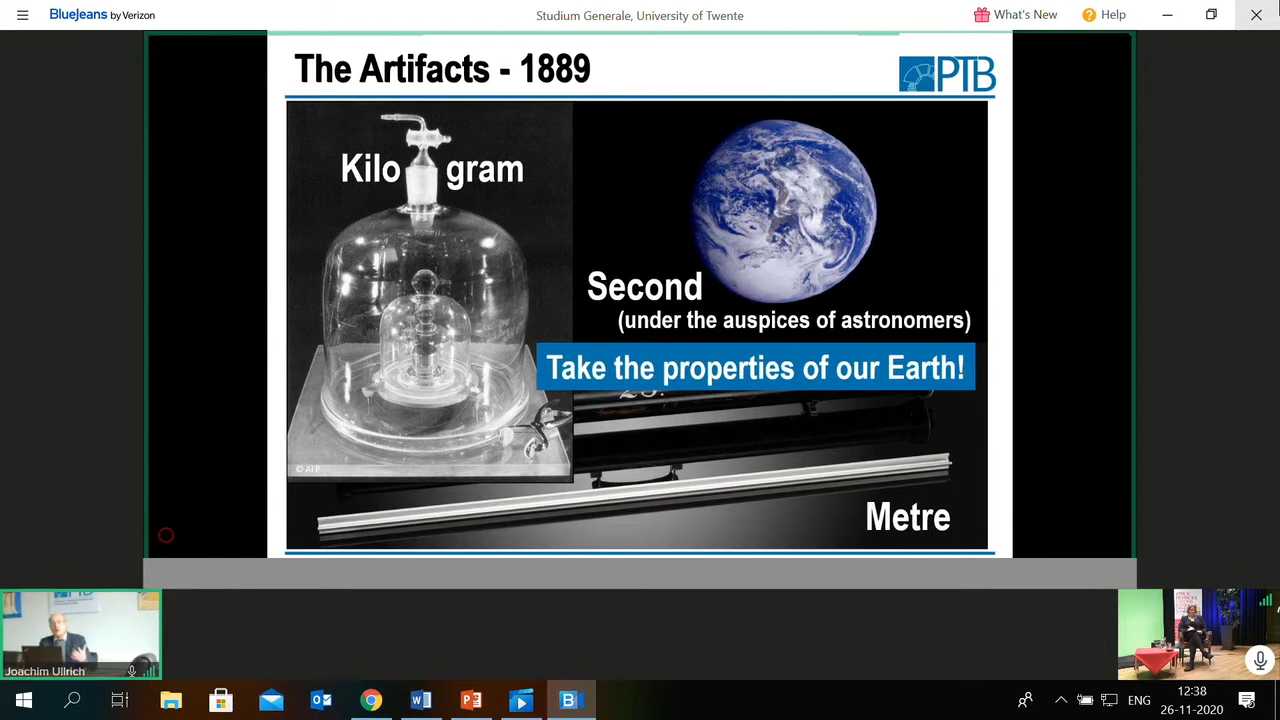 BlueJeans by Verizon
Studium Generale, University of Twente
What's New
Help
The Artifacts - 1889
PTB
Kilo gram
Second
(under the auspices of astronomers)
Take the properties of our Earth!
Metre
© AIP
PTB
Joachim Ullrich
ENG
12:38
26-11-2020